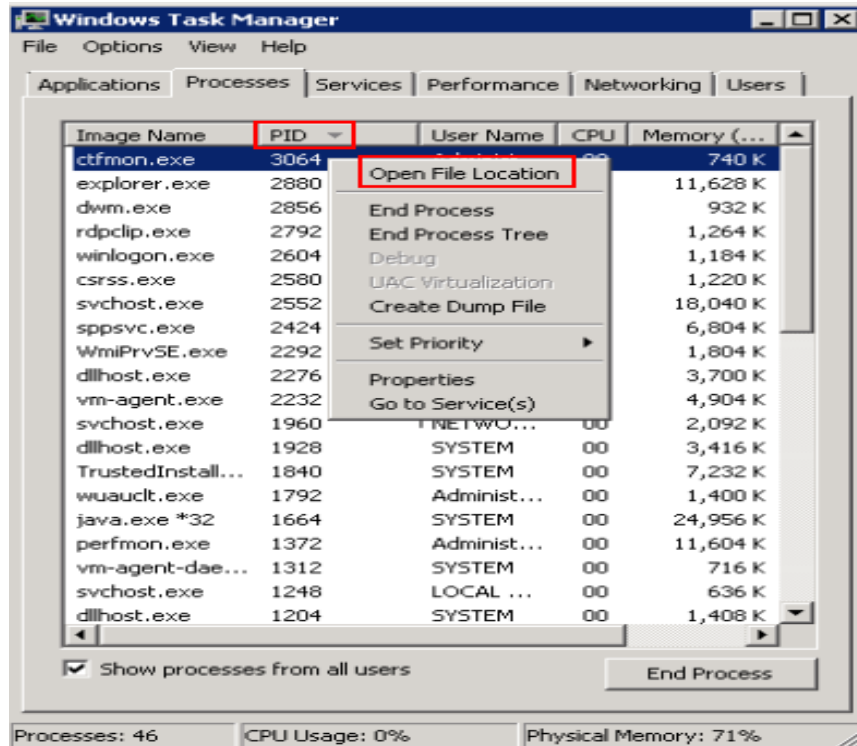 Windows Task Manager
File Options View Help
Applications Processes Services Performance Networking Users
Image Name PID User Name CPU Memory (...
ctfmon.exe 3064 740 K
Open File Location
explorer.exe 2880 11,628 K
dwm.exe 2856 932 K
End Process
rdpclip.exe 2792 1,264 K
End Process Tree
winlogon.exe 2604 1,184 K
Debug
csrss.exe 2580 1,220 K
UAC Virtualization
svchost.exe 2552 18,040 K
Create Dump File
sppsvc.exe 2424 6,804 K
Set Priority
WmiPrvSE.exe 2292 1,804 K
dllhost.exe 2276 3,700 K
Properties
vm-agent.exe 2232 4,904 K
Go to Service(s)
svchost.exe 1960 NETWO... 00 2,092 K
dllhost.exe 1928 SYSTEM 00 3,416 K
TrustedInstall... 1840 SYSTEM 00 7,232 K
wuauclt.exe 1792 Administ... 00 1,400 K
java.exe *32 1664 SYSTEM 00 24,956 K
perfmon.exe 1372 Administ... 00 11,604 K
vm-agent-dae... 1312 SYSTEM 00 716 K
svchost.exe 1248 LOCAL ... 00 636 K
dllhost.exe 1204 SYSTEM 00 1,408 K
Show processes from all users
End Process
Processes: 46 CPU Usage: 0% Physical Memory: 71%